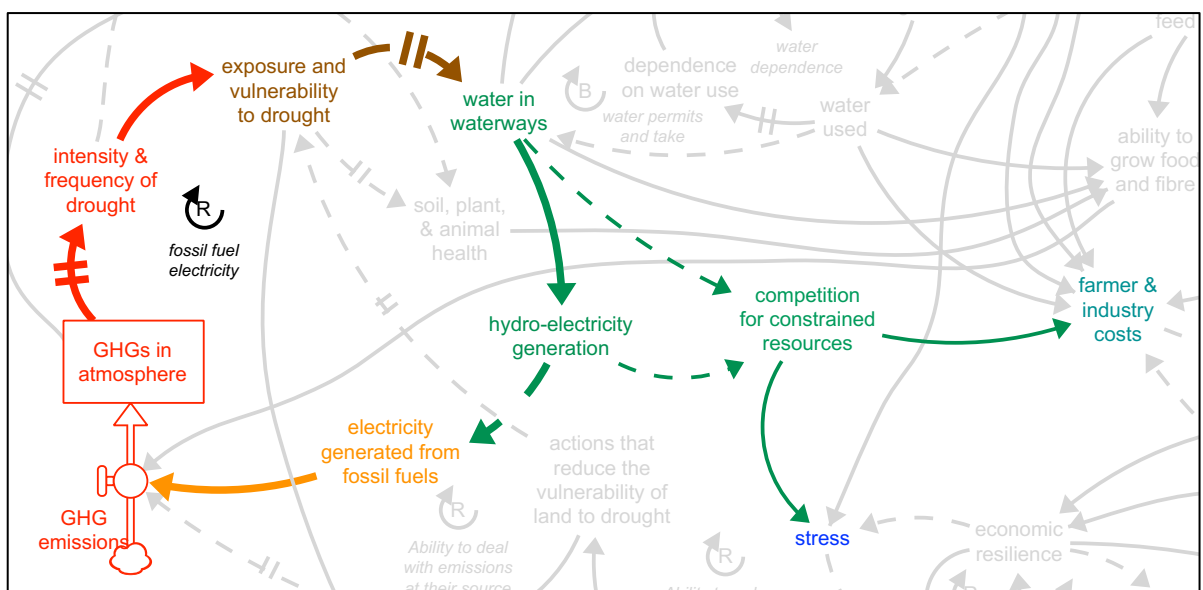 exposure and
vulnerability
to drought
water in
waterways
intensity &
frequency of
drought
R
fossil fuel
electricity
GHGs in
atmosphere
GHG
emissions
electricity
generated from
fossil fuels
hydro-electricity
generation
competition
for constrained
resources
farmer &
industry
costs
stress
B
dependence
on water use
water permits
and take
water
dependence
water
used
feed
ability to
grow food
and fibre
soil, plant,
& animal
health
actions that
reduce the
vulnerability of
land to drought
R
Ability to deal
with emissions
at their source
R
economic
resilience